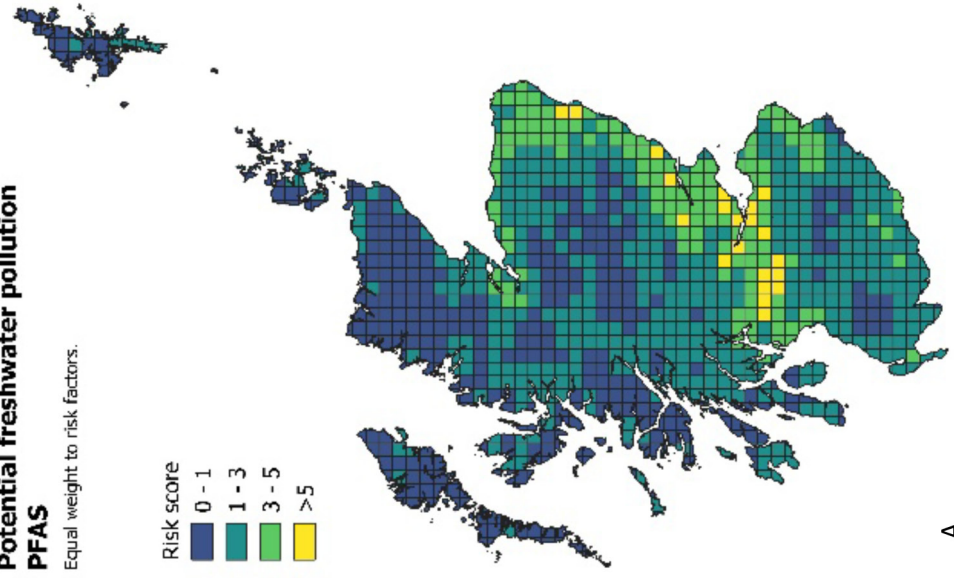 Potential freshwater pollution
PFAS
Equal weight to risk factors.
Risk score
0 - 1
1 - 3
3 - 5
>5
A